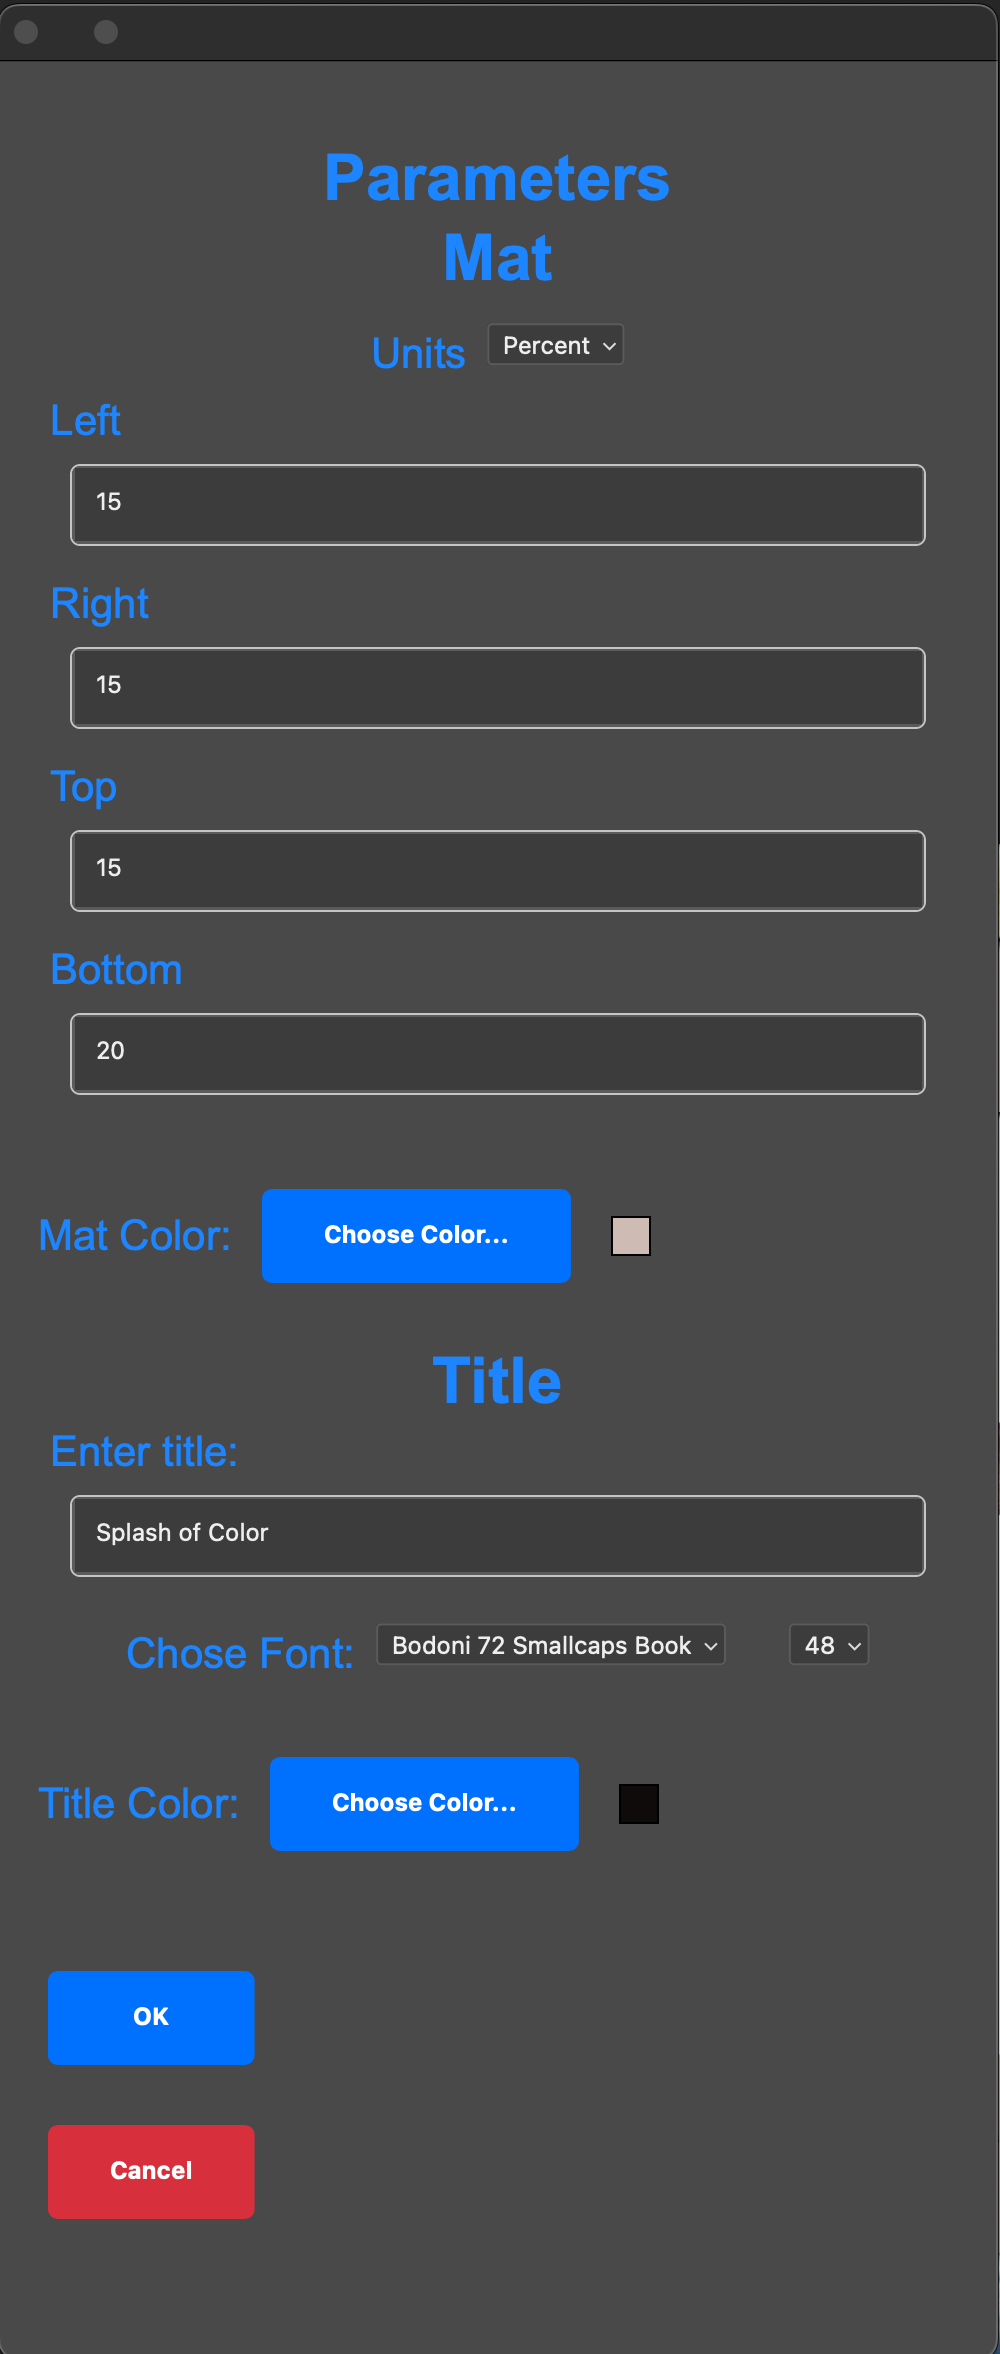 Parameters
Mat
Units Percent
Left
15
Right
15
Top
15
Bottom
20
Mat Color: Choose Color...
Title
Enter title:
Splash of Color
Chose Font: Bodoni 72 Smallcaps Book 48
Title Color: Choose Color...
OK
Cancel